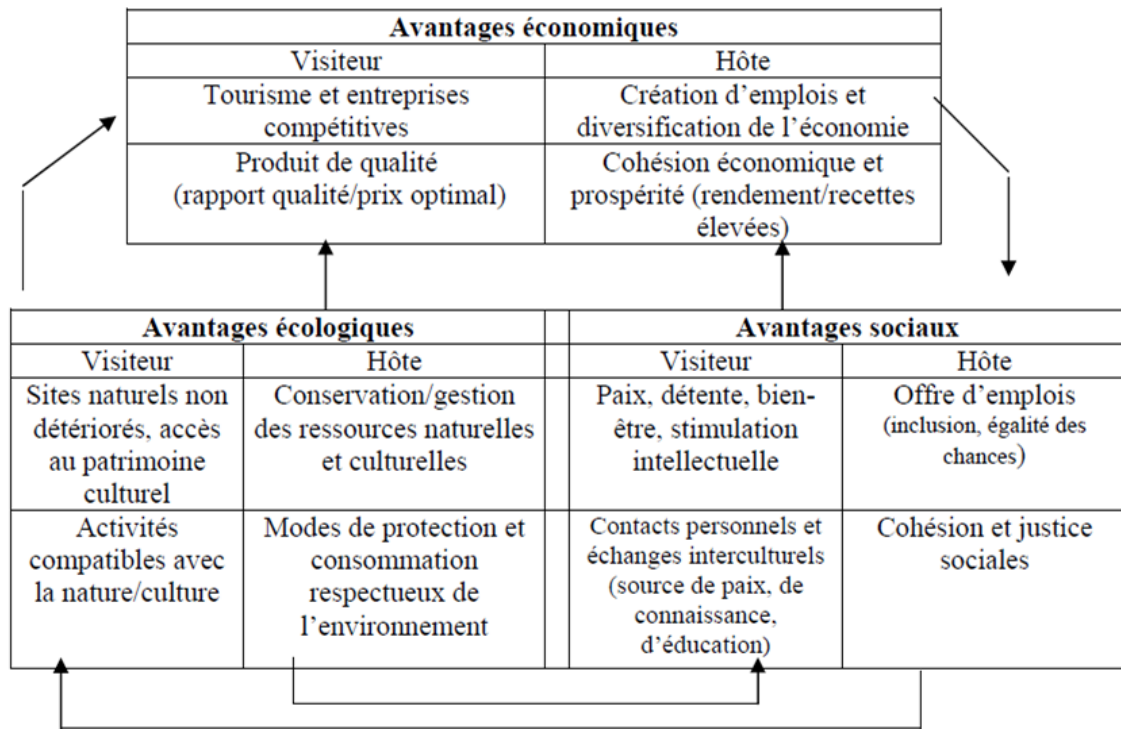 Avantages économiques
Visiteur
Hôte
Tourisme et entreprises
compétitives
Création d'emplois et
diversification de l'économie
Produit de qualité
(rapport qualité/prix optimal)
Cohésion économique et
prospérité (rendement/recettes
élevées)
Avantages écologiques
Visiteur
Hôte
Sites naturels non
détériorés, accès
au patrimoine
culturel
Conservation/gestion
des ressources naturelles
et culturelles
Activités
compatibles avec
la nature/culture
Modes de protection et
consommation
respectueux de
l'environnement
Avantages sociaux
Visiteur
Hôte
Paix, détente, bien-
être, stimulation
intellectuelle
Offre d'emplois
(inclusion, égalité des
chances)
Contacts personnels et
échanges interculturels
(source de paix, de
connaissance,
d'éducation)
Cohésion et justice
sociales